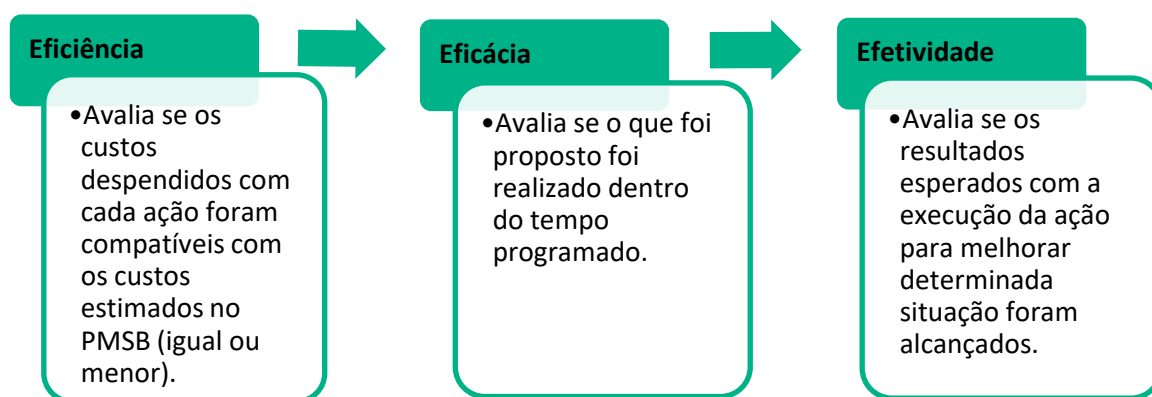 Eficiência
•Avalia se os
custos
despendidos com
cada ação foram
compatíveis com
os custos
estimados no
PMSB (igual ou
menor).
Eficácia
•Avalia se o que foi
proposto foi
realizado dentro
do tempo
programado.
Efetividade
•Avalia se os
resultados
esperados com a
execução da ação
para melhorar
determinada
situação foram
alcançados.